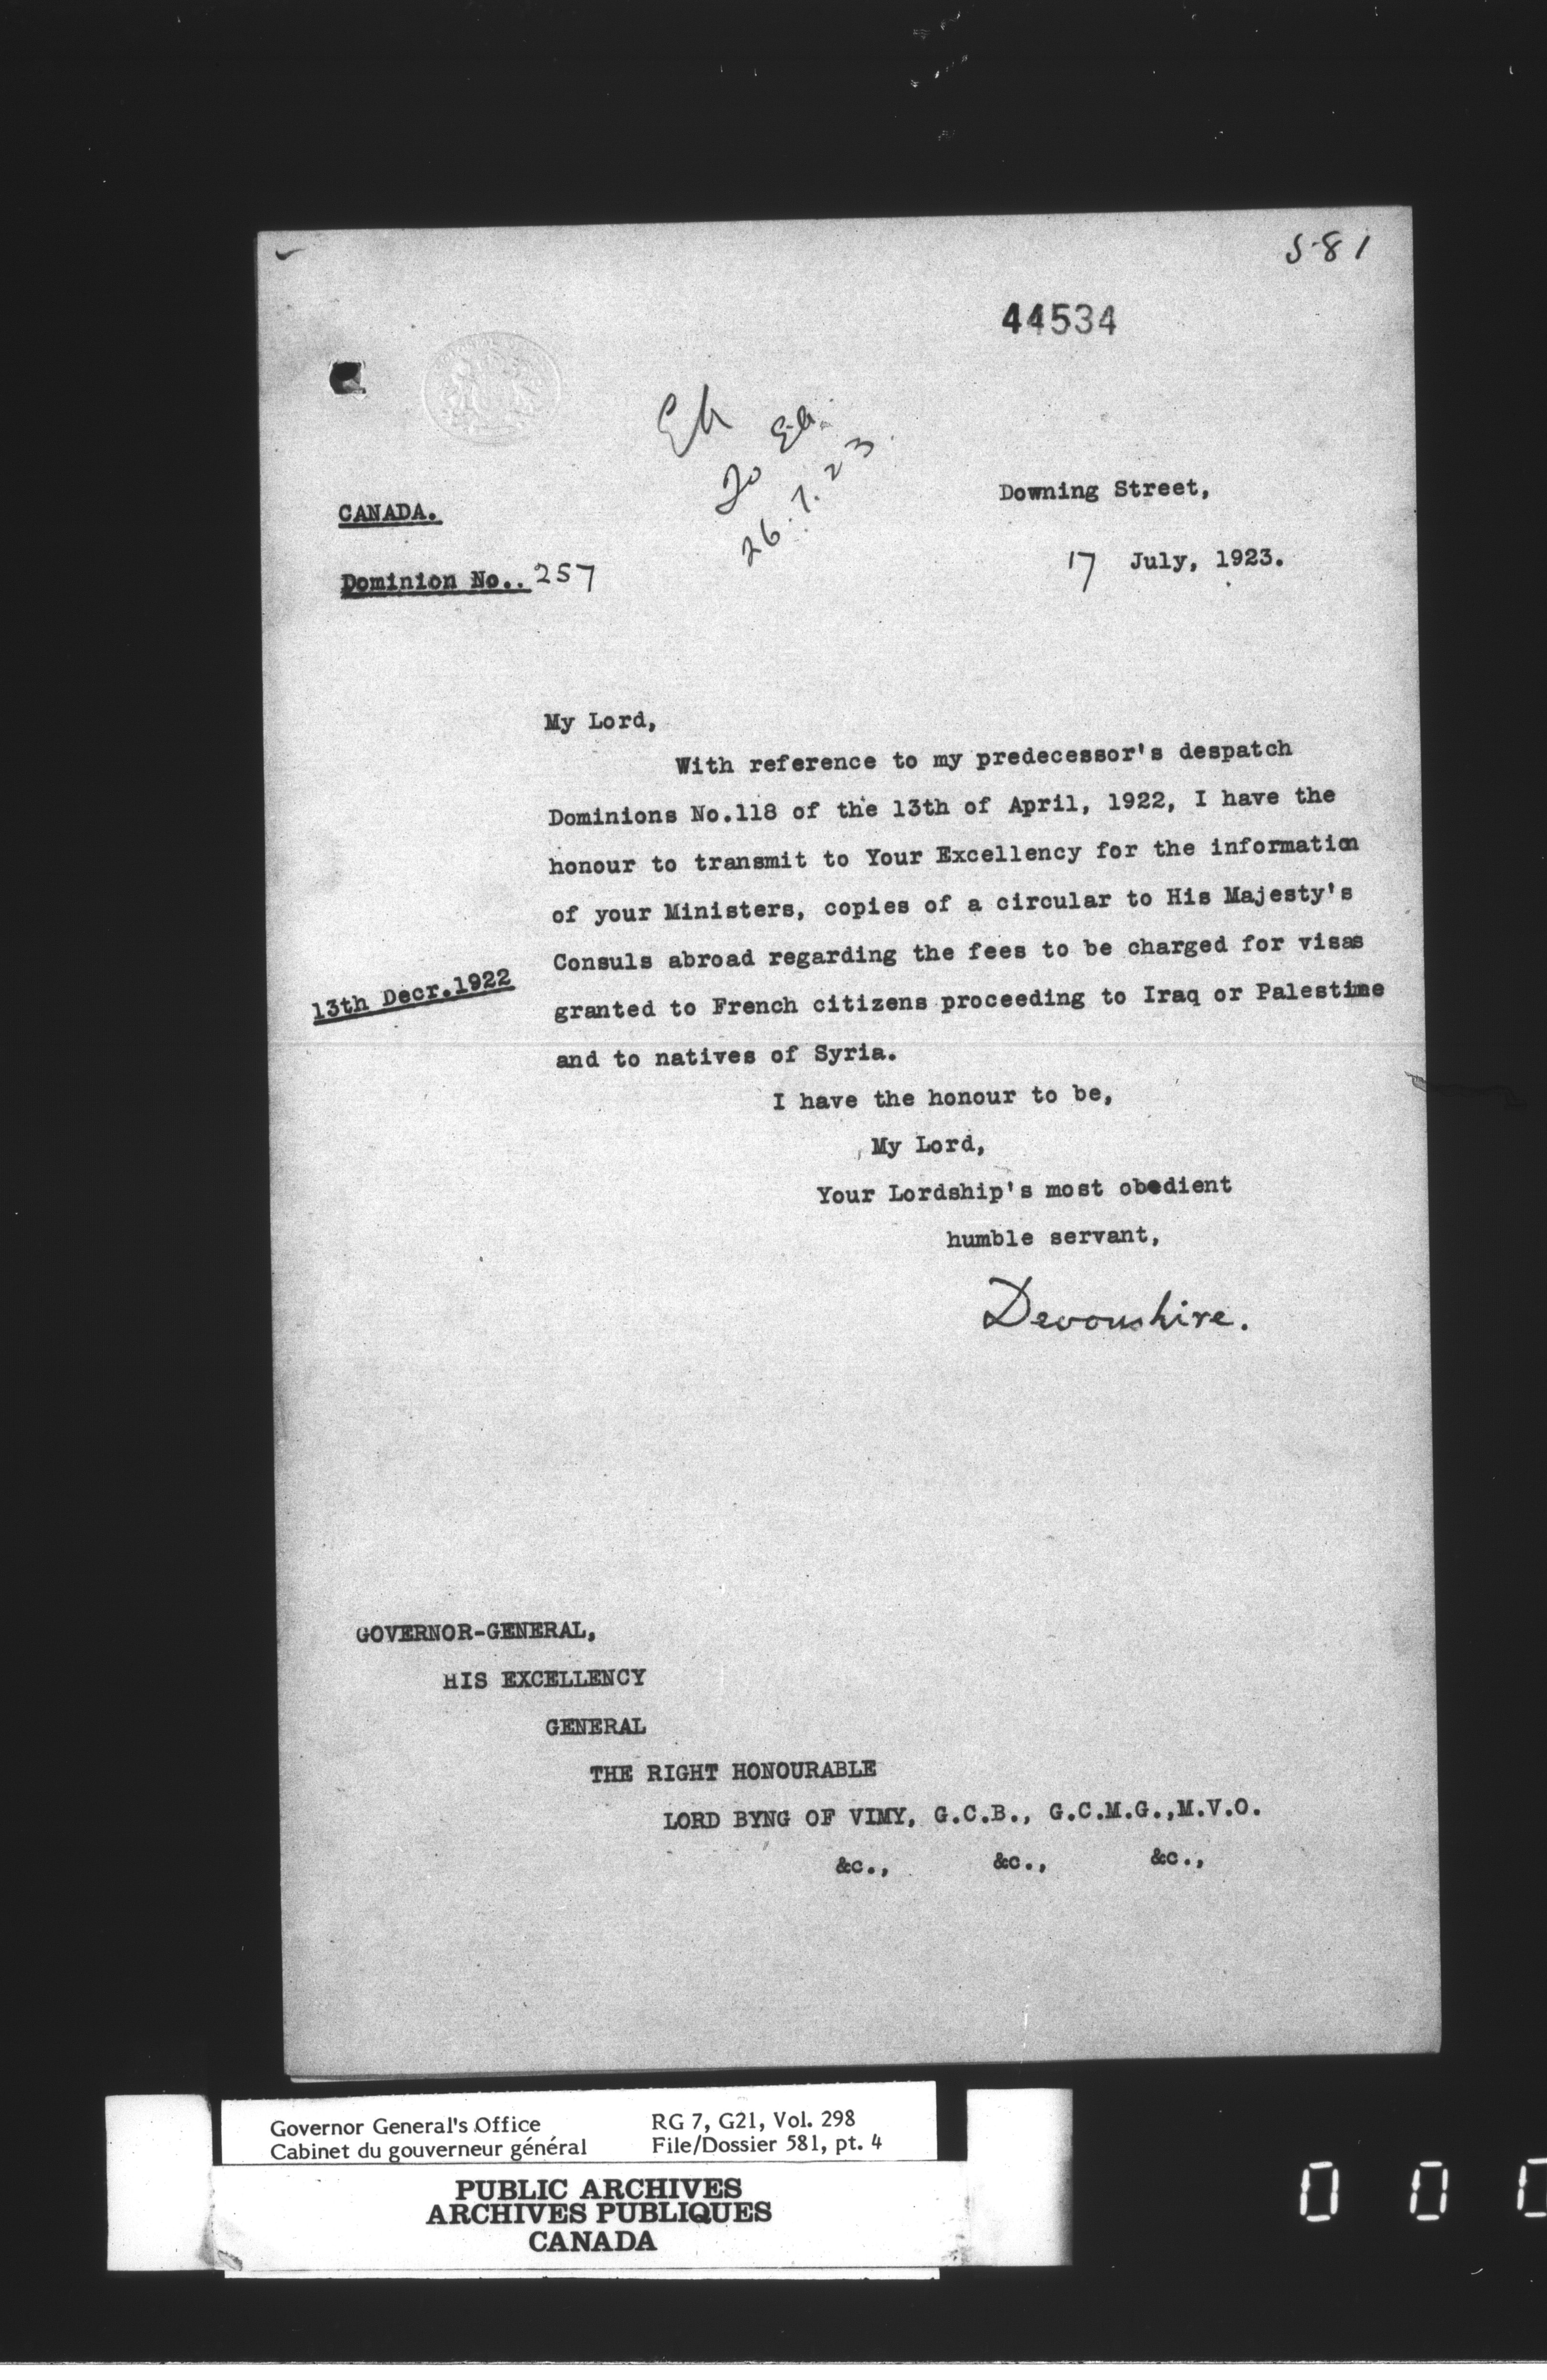 581
44534
26.7.23
CANADA.
Downing Street,
Dominion No.. 257
17 July, 1923.
My Lord,
With reference to my predecessor's despatch
Dominions No.118 of the 13th of April, 1922, I have the
honour to transmit to Your Excellency for the information
of your Ministers, copies of a circular to His Majesty's
Consuls abroad regarding the fees to be charged for visas
13th Decr.1922
granted to French citizens proceeding to Iraq or Palestine
and to natives of Syria.
I have the honour to be,
My Lord,
Your Lordship's most obedient
humble servant,
Devonshire.
GOVERNOR-GENERAL,
HIS EXCELLENCY
GENERAL
THE RIGHT HONOURABLE
LORD BYNG OF VIMY, G.C.B., G.C.M.G.,M.V.O.
&c., &c., &c.,
Governor General's Office RG 7, G21, Vol. 298
Cabinet du gouverneur général File/Dossier 581, pt. 4
PUBLIC ARCHIVES
ARCHIVES PUBLIQUES
CANADA
0 0